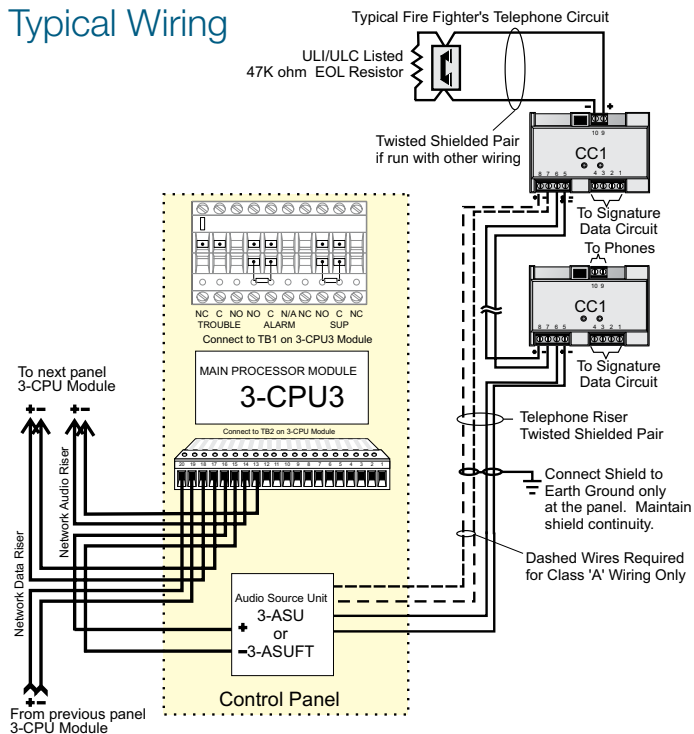 Typical Wiring
Typical Fire Fighter's Telephone Circuit
ULI/ULC Listed
47K ohm EOL Resistor
- +
Twisted Shielded Pair
if run with other wiring
10 9
CC1
8 7 6 5 4 3 2 1
+ - + -
To Signature
Data Circuit
To Phones
10 9
CC1
8 7 6 5 4 3 2 1
+ - + -
To Signature
Data Circuit
NC C NO NO C N/A NC NO C NC
TROUBLE ALARM SUP
Connect to TB1 on 3-CPU3 Module
MAIN PROCESSOR MODULE
3-CPU3
Connect to TB2 on 3-CPU Module
20 19 18 17 16 15 14 13 12 11 10 9 8 7 6 5 4 3 2 1
To next panel
3-CPU Module
+ - + -
Network Data Riser
Network Audio Riser
Telephone Riser
Twisted Shielded Pair
Connect Shield to
Earth Ground only
at the panel. Maintain
shield continuity.
Dashed Wires Required
for Class 'A' Wiring Only
Audio Source Unit
3-ASU
or
3-ASUFT
+
-
Control Panel
+ -
From previous panel
3-CPU Module